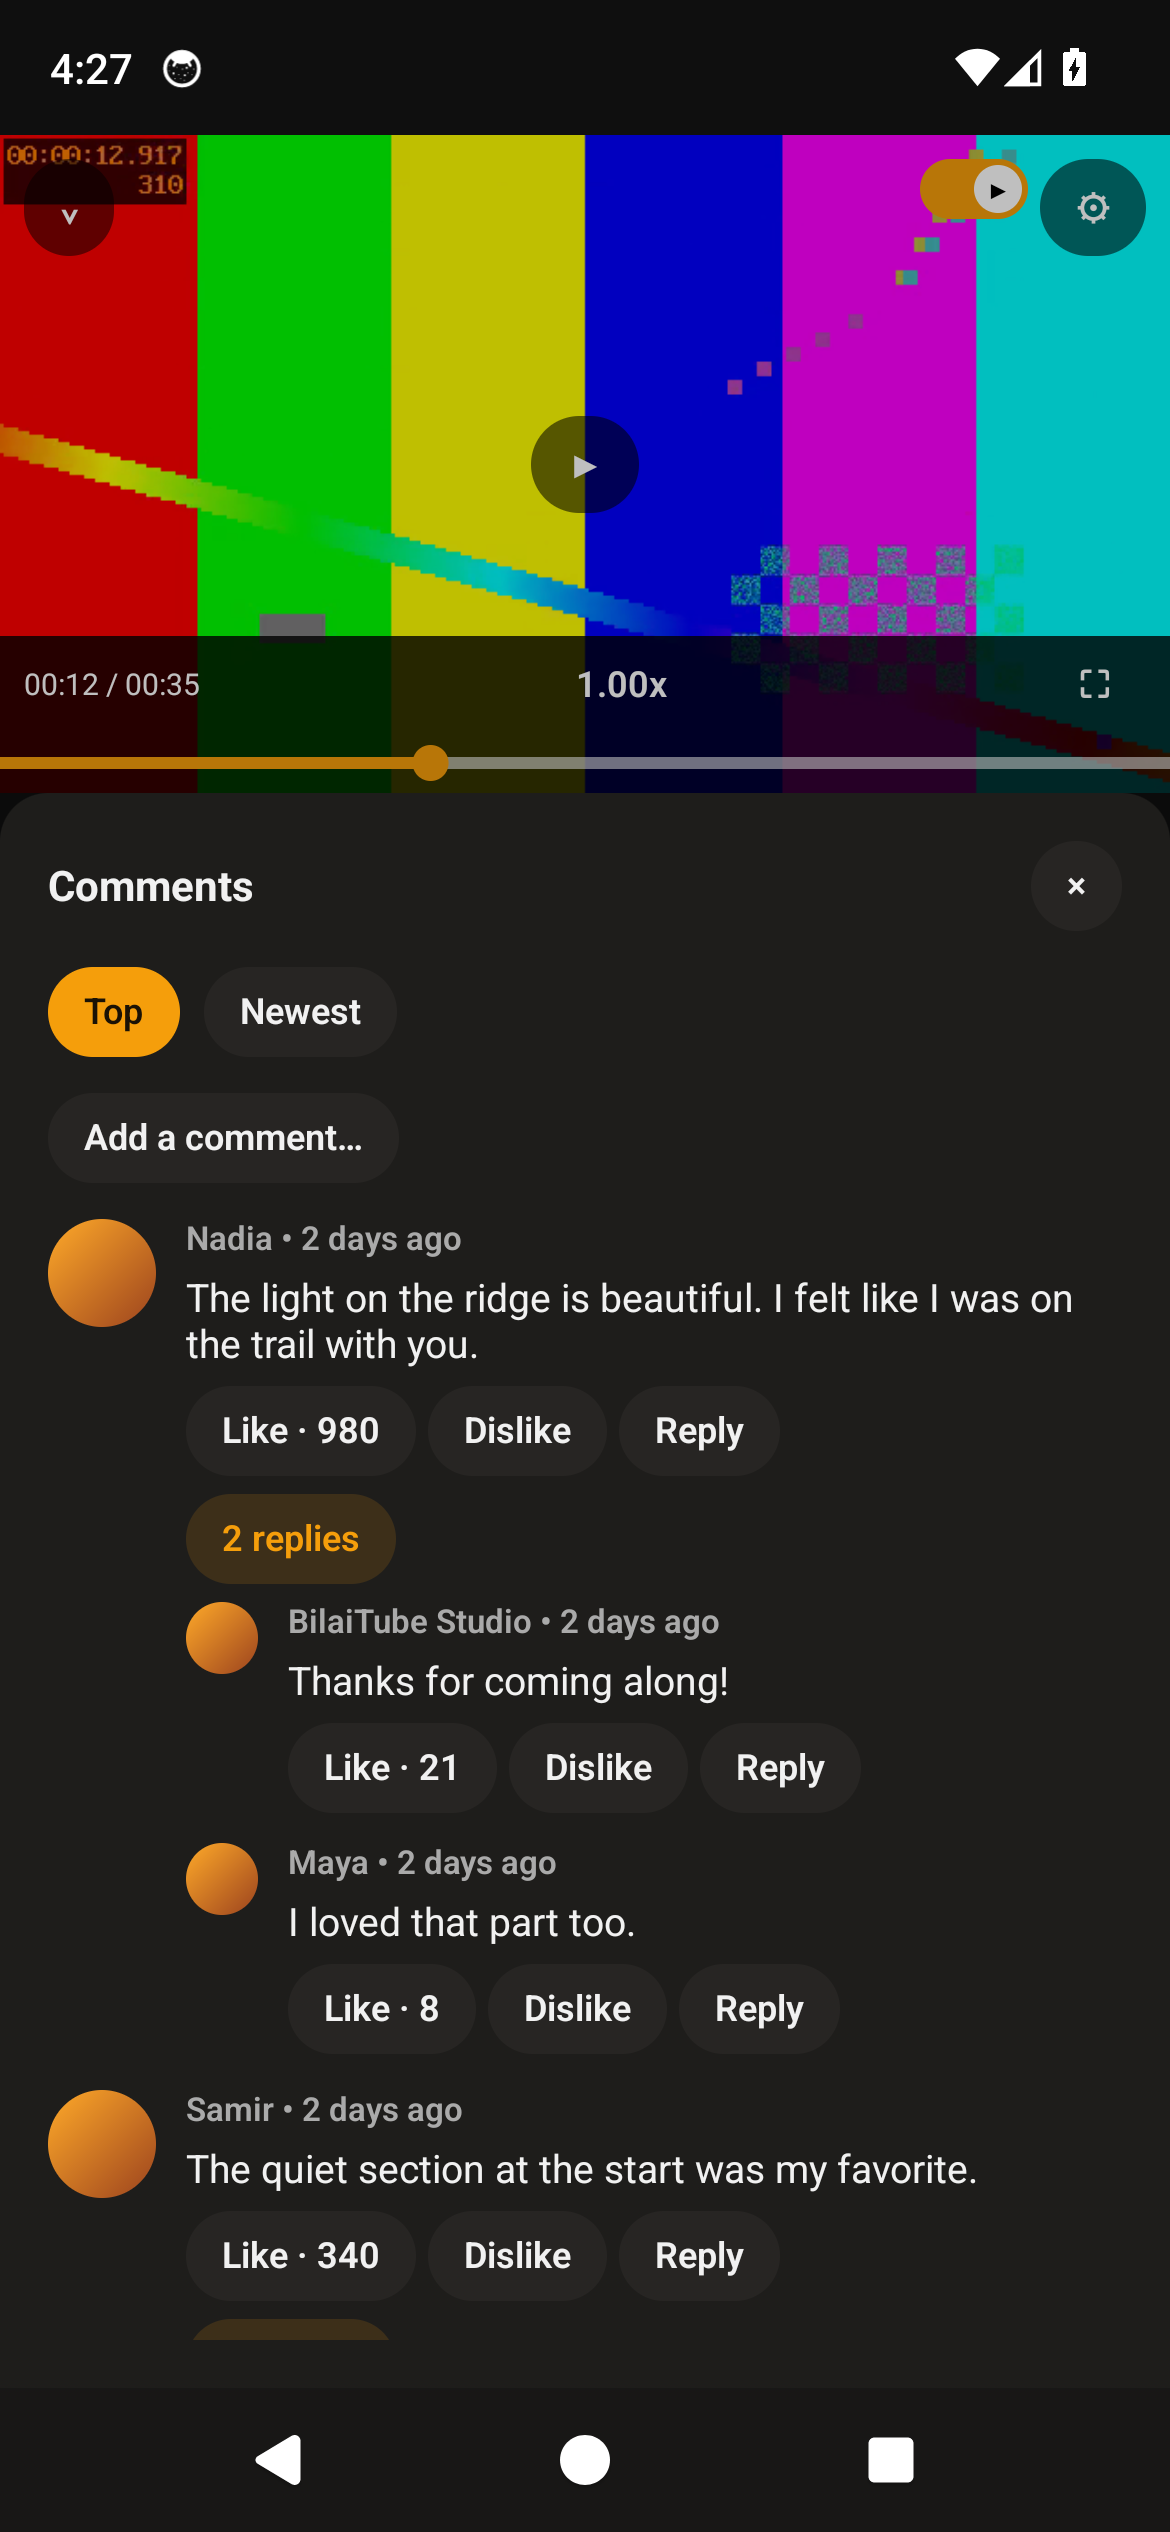 4:27
00:00:12.917
310
00:12 / 00:35
1.00x
Comments
Top
Newest
Add a comment...
Nadia • 2 days ago
The light on the ridge is beautiful. I felt like I was on
the trail with you.
Like · 980
Dislike
Reply
2 replies
BilaiTube Studio • 2 days ago
Thanks for coming along!
Like · 21
Dislike
Reply
Maya • 2 days ago
I loved that part too.
Like · 8
Dislike
Reply
Samir • 2 days ago
The quiet section at the start was my favorite.
Like · 340
Dislike
Reply